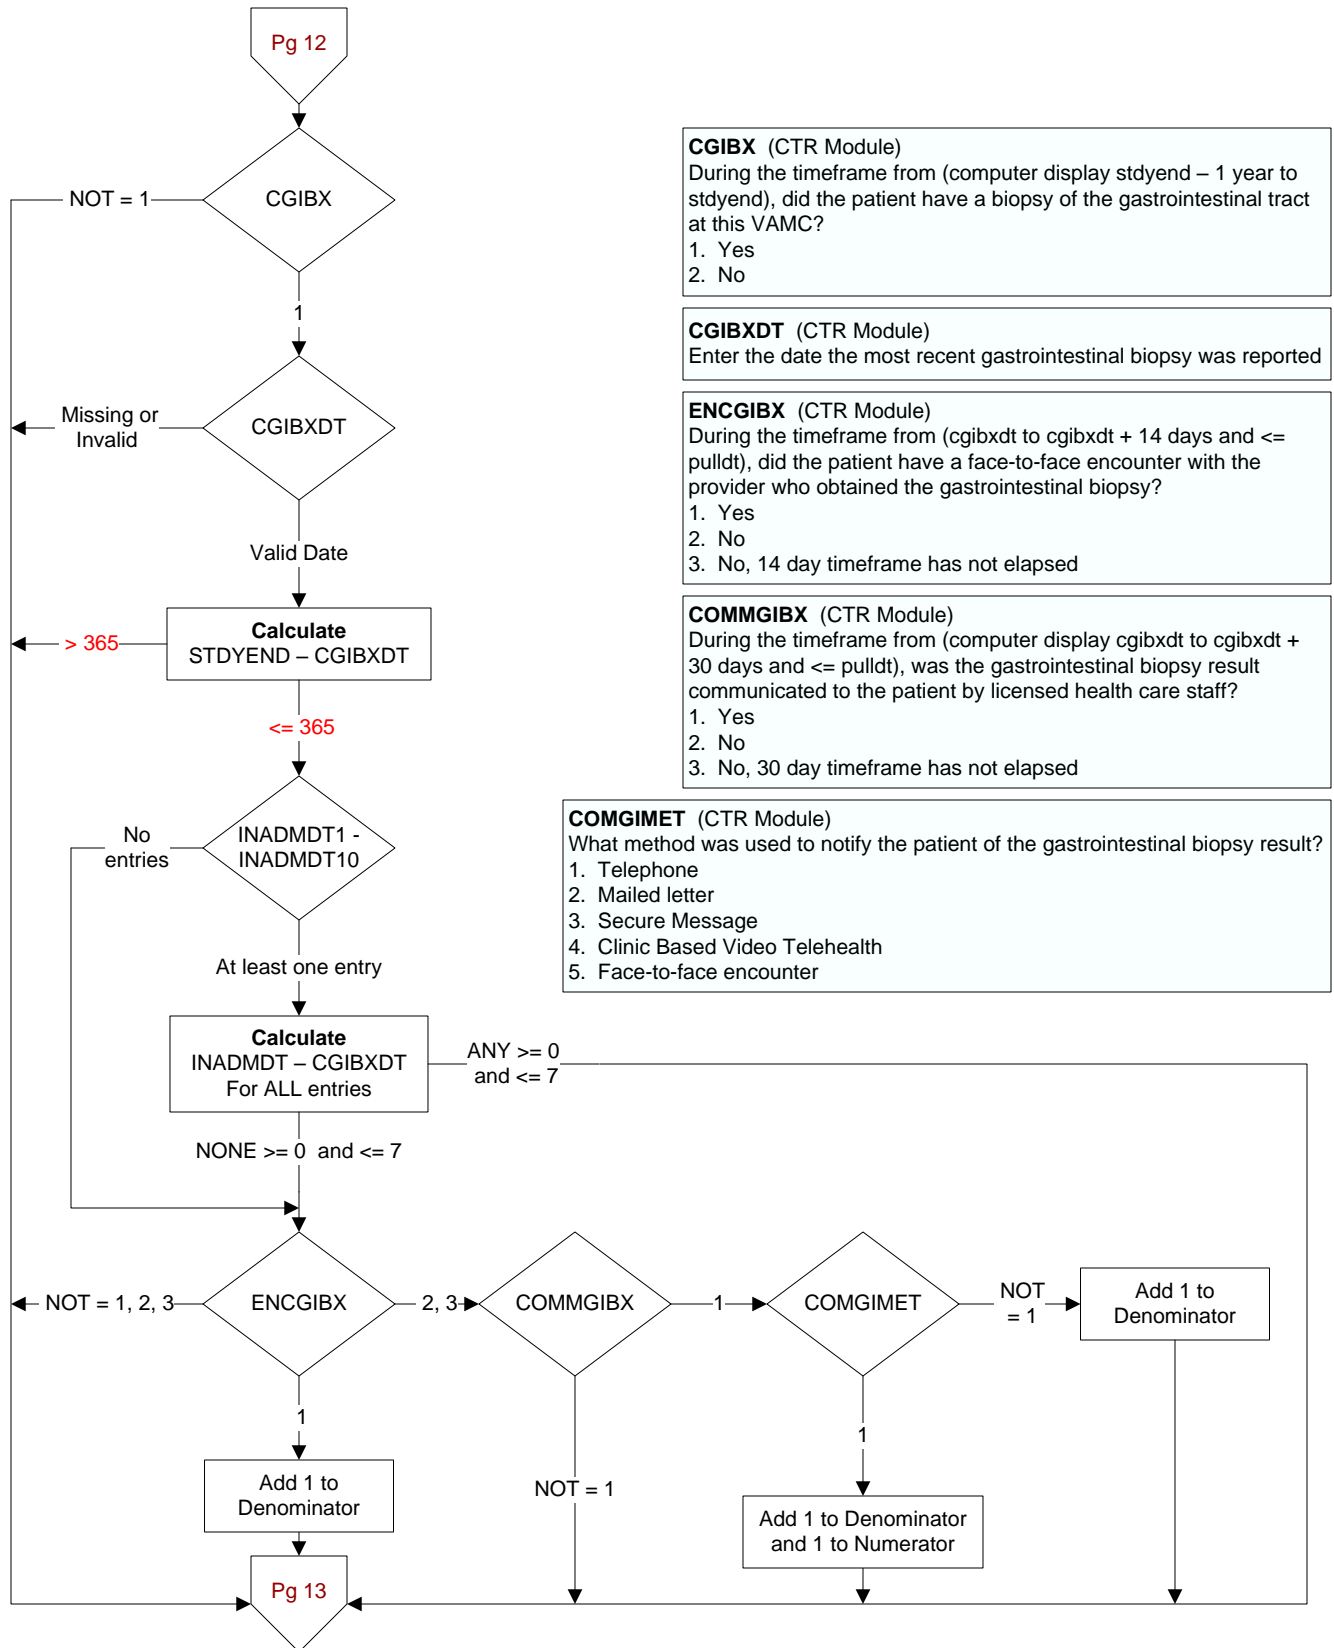 Pg 12
CGIBX
NOT = 1
1
CGIBXDT
Missing or
Invalid
Valid Date
Calculate
STDYEND – CGIBXDT
> 365
<= 365
INADMDT1 -
INADMDT10
No
entries
At least one entry
Calculate
INADMDT – CGIBXDT
For ALL entries
ANY >= 0
and <= 7
NONE >= 0 and <= 7
NOT = 1, 2, 3
ENCGIBX
2, 3
COMMGIBX
1
COMGIMET
NOT
= 1
Add 1 to
Denominator
1
Add 1 to
Denominator
NOT = 1
1
Add 1 to Denominator
and 1 to Numerator
Pg 13
CGIBX (CTR Module)
During the timeframe from (computer display stdyend – 1 year to
stdyend), did the patient have a biopsy of the gastrointestinal tract
at this VAMC?
1. Yes
2. No
CGIBXDT (CTR Module)
Enter the date the most recent gastrointestinal biopsy was reported
ENCGIBX (CTR Module)
During the timeframe from (cgibxdt to cgibxdt + 14 days and <=
pulldt), did the patient have a face-to-face encounter with the
provider who obtained the gastrointestinal biopsy?
1. Yes
2. No
3. No, 14 day timeframe has not elapsed
COMMGIBX (CTR Module)
During the timeframe from (computer display cgibxdt to cgibxdt +
30 days and <= pulldt), was the gastrointestinal biopsy result
communicated to the patient by licensed health care staff?
1. Yes
2. No
3. No, 30 day timeframe has not elapsed
COMGIMET (CTR Module)
What method was used to notify the patient of the gastrointestinal biopsy result?
1. Telephone
2. Mailed letter
3. Secure Message
4. Clinic Based Video Telehealth
5. Face-to-face encounter